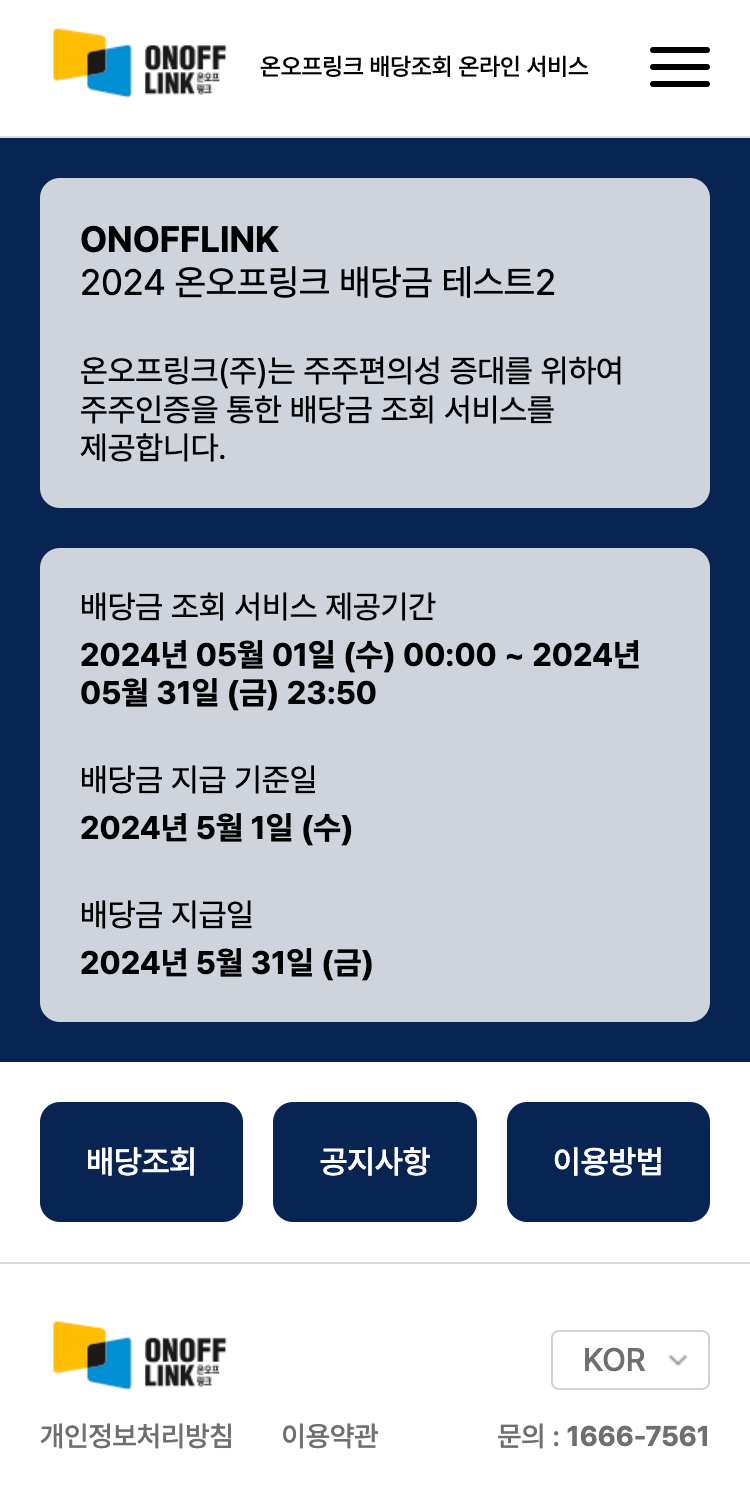 ONOFF
LINK 온오프
링크
온오프링크 배당조회 온라인 서비스
ONOFFLINK
2024 온오프링크 배당금 테스트2
온오프링크(주)는 주주편의성 증대를 위하여
주주인증을 통한 배당금 조회 서비스를
제공합니다.
배당금 조회 서비스 제공기간
2024년 05월 01일 (수) 00:00 ~ 2024년
05월 31일 (금) 23:50
배당금 지급 기준일
2024년 5월 1일 (수)
배당금 지급일
2024년 5월 31일 (금)
배당조회
공지사항
이용방법
ONOFF
LINK 온오프
링크
KOR
개인정보처리방침
이용약관
문의 : 1666-7561